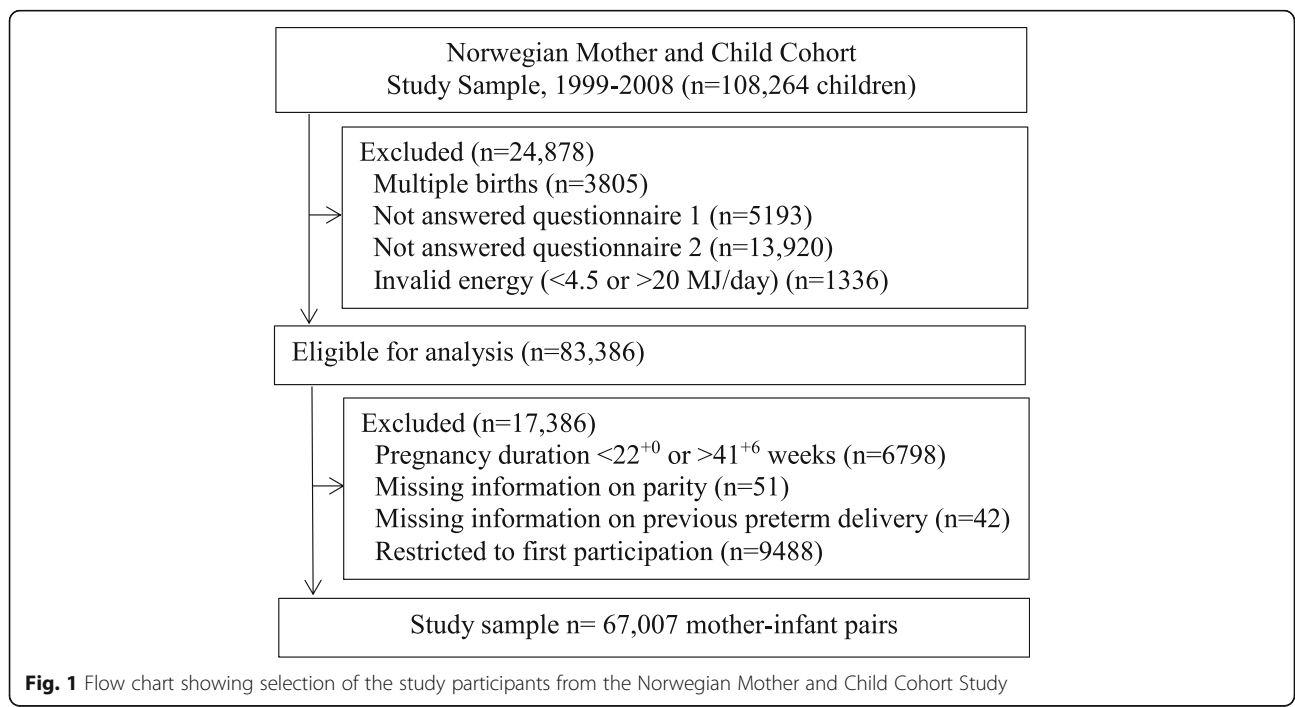 Norwegian Mother and Child Cohort
Study Sample, 1999-2008 (n=108,264 children)
Excluded (n=24,878)
Multiple births (n=3805)
Not answered questionnaire 1 (n=5193)
Not answered questionnaire 2 (n=13,920)
Invalid energy (<4.5 or >20 MJ/day) (n=1336)
Eligible for analysis (n=83,386)
Excluded (n=17,386)
Pregnancy duration <22⁺⁰ or >41⁺⁶ weeks (n=6798)
Missing information on parity (n=51)
Missing information on previous preterm delivery (n=42)
Restricted to first participation (n=9488)
Study sample n= 67,007 mother-infant pairs
Fig. 1 Flow chart showing selection of the study participants from the Norwegian Mother and Child Cohort Study